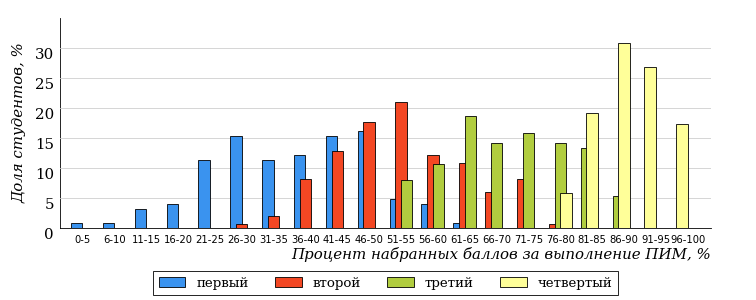 Доля студентов, %
30
25
20
15
10
5
0
0-5 6-10 11-15 16-20 21-25 26-30 31-35 36-40 41-45 46-50 51-55 56-60 61-65 66-70 71-75 76-80 81-85 86-90 91-95 96-100
Процент набранных баллов за выполнение ПИМ, %
первый второй третий четвертый